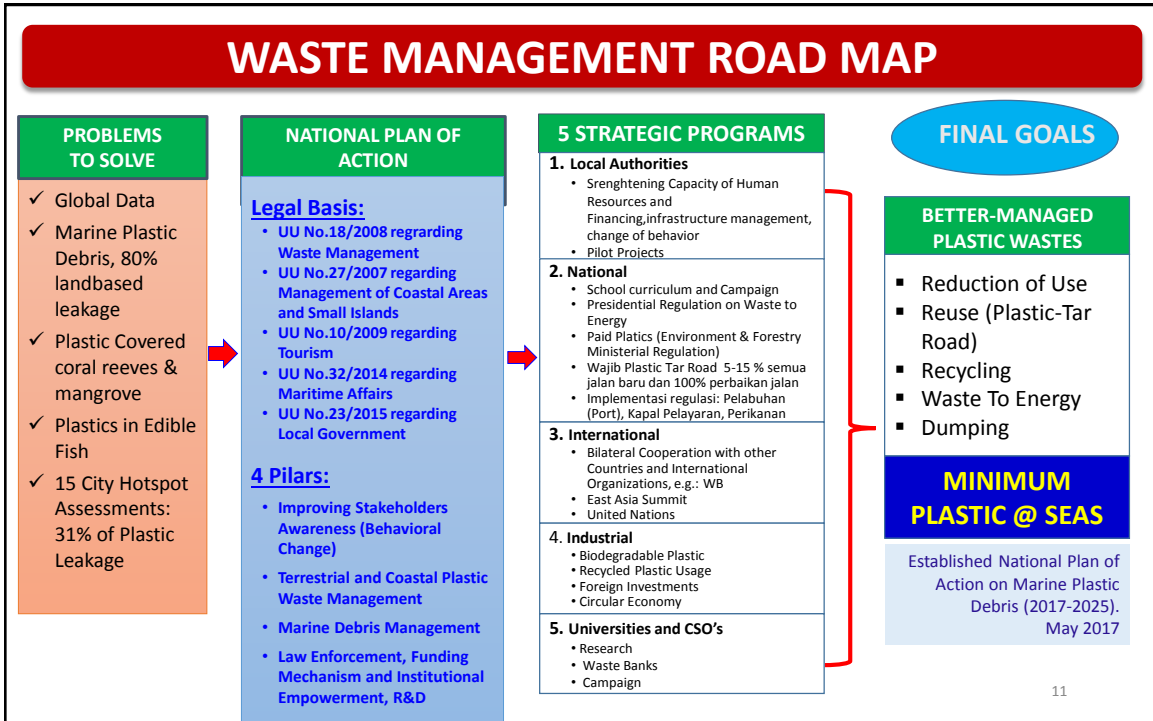 WASTE MANAGEMENT ROAD MAP
PROBLEMS
TO SOLVE
✓ Global Data
✓ Marine Plastic
Debris, 80%
landbased
leakage
✓ Plastic Covered
coral reeves &
mangrove
✓ Plastics in Edible
Fish
✓ 15 City Hotspot
Assessments:
31% of Plastic
Leakage
NATIONAL PLAN OF
ACTION
Legal Basis:
• UU No.18/2008 regrarding
Waste Management
• UU No.27/2007 regarding
Management of Coastal Areas
and Small Islands
• UU No.10/2009 regarding
Tourism
• UU No.32/2014 regarding
Maritime Affairs
• UU No.23/2015 regarding
Local Government
4 Pilars:
• Improving Stakeholders
Awareness (Behavioral
Change)
• Terrestrial and Coastal Plastic
Waste Management
• Marine Debris Management
• Law Enforcement, Funding
Mechanism and Institutional
Empowerment, R&D
5 STRATEGIC PROGRAMS
1. Local Authorities
• Srenghtening Capacity of Human
Resources and
Financing,infrastructure management,
change of behavior
• Pilot Projects
2. National
• School curriculum and Campaign
• Presidential Regulation on Waste to
Energy
• Paid Platics (Environment & Forestry
Ministerial Regulation)
• Wajib Plastic Tar Road 5-15 % semua
jalan baru dan 100% perbaikan jalan
• Implementasi regulasi: Pelabuhan
(Port), Kapal Pelayaran, Perikanan
3. International
• Bilateral Cooperation with other
Countries and International
Organizations, e.g.: WB
• East Asia Summit
• United Nations
4. Industrial
• Biodegradable Plastic
• Recycled Plastic Usage
• Foreign Investments
• Circular Economy
5. Universities and CSO's
• Research
• Waste Banks
• Campaign
FINAL GOALS
BETTER-MANAGED
PLASTIC WASTES
▪ Reduction of Use
▪ Reuse (Plastic-Tar
Road)
▪ Recycling
▪ Waste To Energy
▪ Dumping
MINIMUM
PLASTIC @ SEAS
Established National Plan of
Action on Marine Plastic
Debris (2017-2025).
May 2017
11